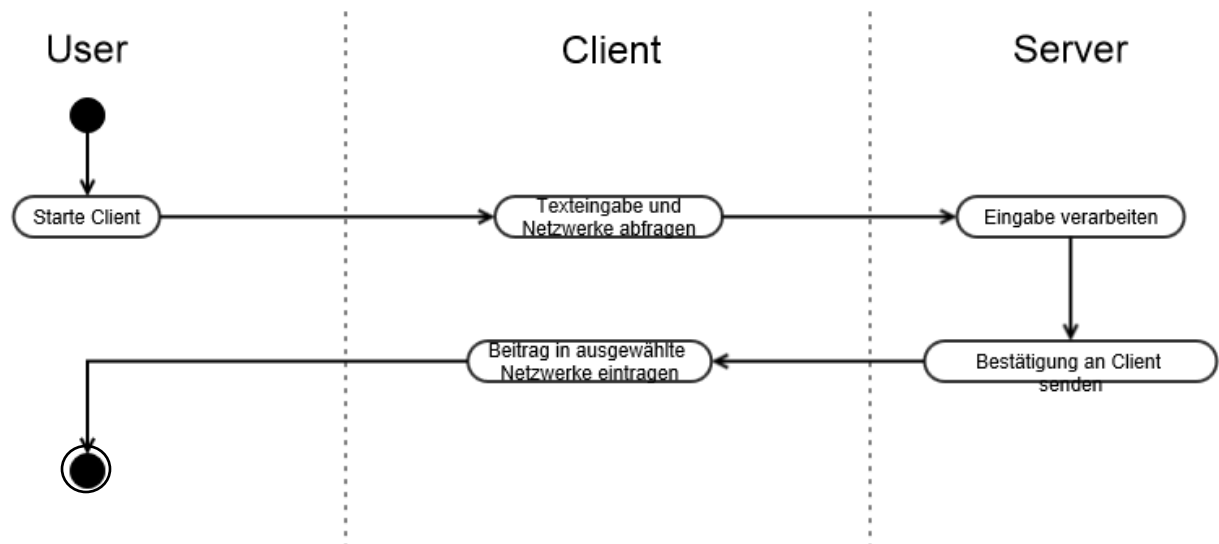 User
Client
Server
Starte Client
Texteingabe und
Netzwerke abfragen
Eingabe verarbeiten
Beitrag in ausgewählte
Netzwerke eintragen
Bestätigung an Client
senden